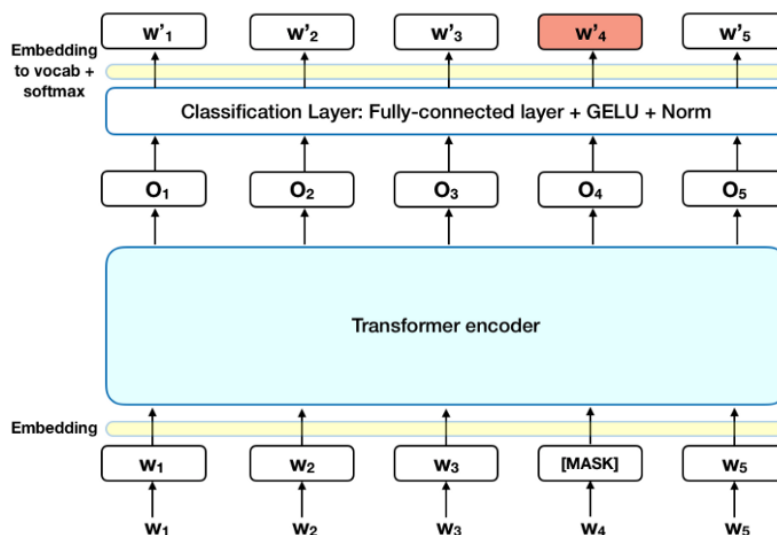 w'₁ w'₂ w'₃ w'₄ w'₅
Embedding
to vocab +
softmax
Classification Layer: Fully-connected layer + GELU + Norm
O₁ O₂ O₃ O₄ O₅
Transformer encoder
Embedding
w₁ w₂ w₃ [MASK] w₅
w₁ w₂ w₃ w₄ w₅